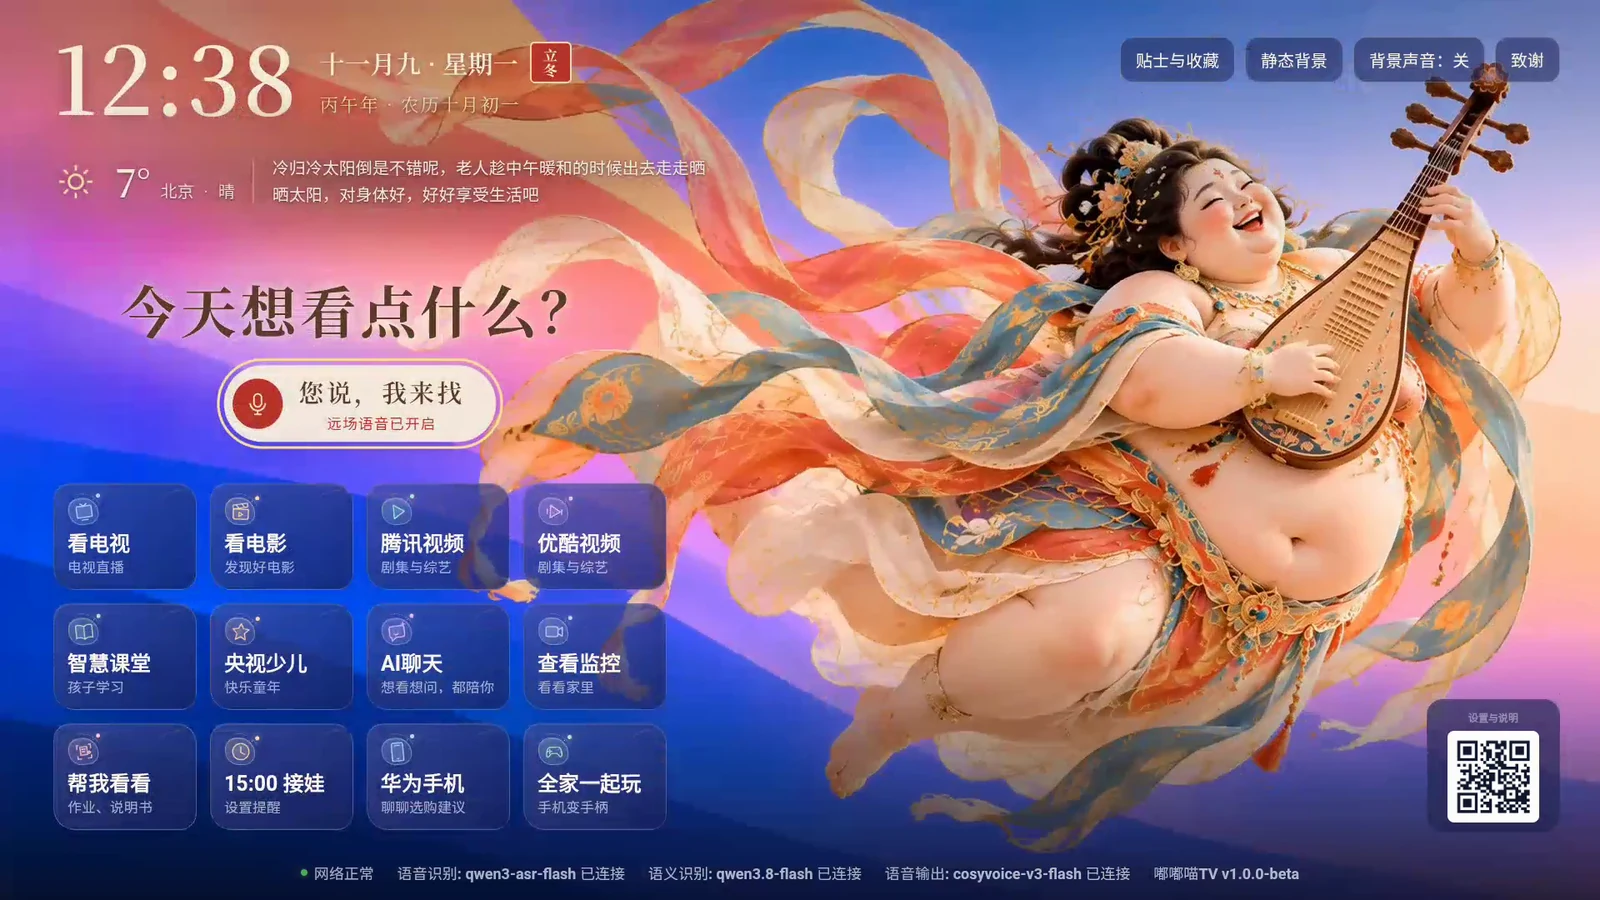 12:38
十一月九 · 星期一
立冬
丙午年 · 农历十月初一
贴士与收藏
静态背景
背景声音：关
致谢
7°
北京 · 晴
冷归冷太阳倒是不错呢，老人趁中午暖和的时候出去走走晒
晒太阳，对身体好，好好享受生活吧
今天想看点什么？
您说，我来找
远场语音已开启
看电视
电视直播
看电影
发现好电影
腾讯视频
剧集与综艺
优酷视频
剧集与综艺
智慧课堂
孩子学习
央视少儿
快乐童年
AI聊天
想看想问，都陪你
查看监控
看看家里
帮我看看
作业、说明书
15:00 接娃
设置提醒
华为手机
聊聊选购建议
全家一起玩
手机变手柄
设置与说明
网络正常
语音识别: qwen3-asr-flash 已连接
语义识别: qwen3.8-flash 已连接
语音输出: cosyvoice-v3-flash 已连接
嘟嘟喵TV v1.0.0-beta